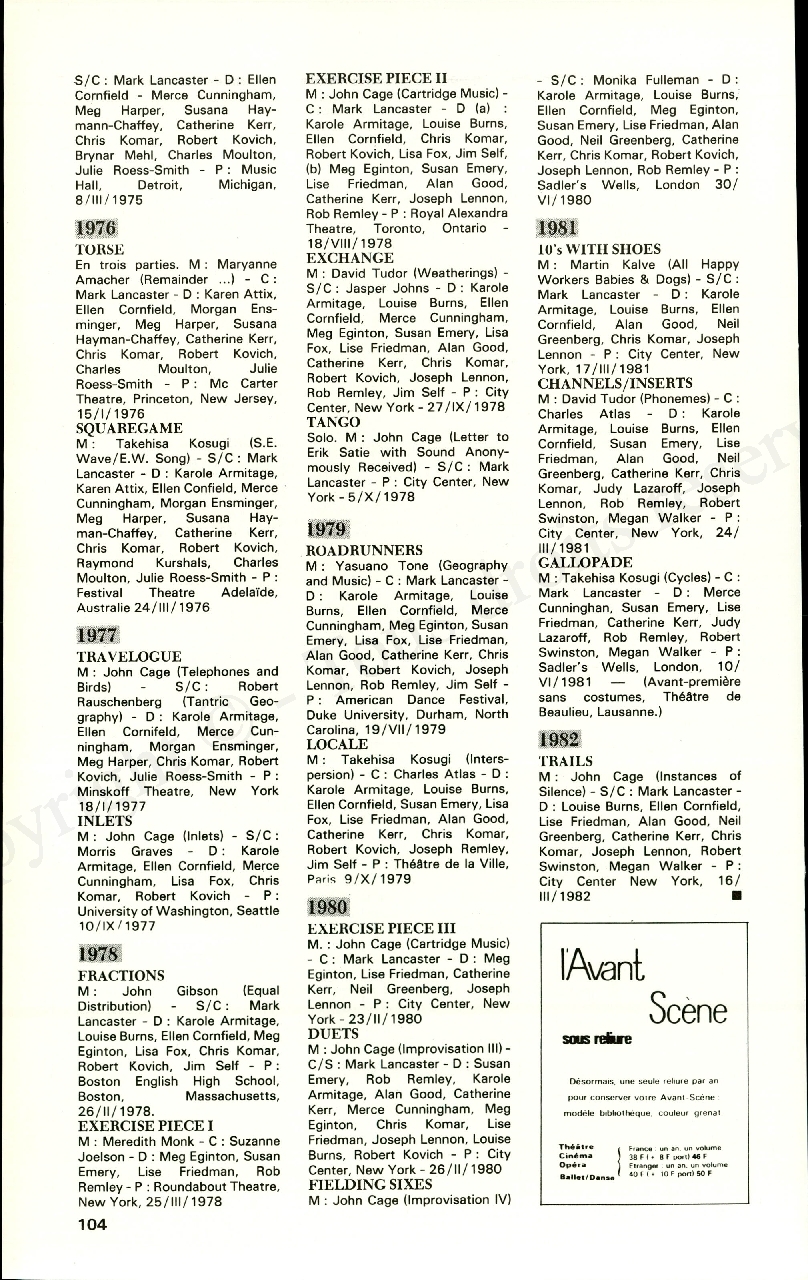 S/C : Mark Lancaster - D : Ellen
Cornfield - Merce Cunningham,
Meg Harper, Susana Hay-
mann-Chaffey, Catherine Kerr,
Chris Komar, Robert Kovich,
Brynar Mehl, Charles Moulton,
Julie Roess-Smith - P : Music
Hall, Detroit, Michigan,
8/III/1975
1976
TORSE
En trois parties. M : Maryanne
Amacher (Remainder ...) - C :
Mark Lancaster - D : Karen Attix,
Ellen Cornfield, Morgan Ens-
minger, Meg Harper, Susana
Hayman-Chaffey, Catherine Kerr,
Chris Komar, Robert Kovich,
Charles Moulton, Julie
Roess-Smith - P : Mc Carter
Theatre, Princeton, New Jersey,
15/I/1976
SQUAREGAME
M : Takehisa Kosugi (S.E.
Wave/E.W. Song) - S/C : Mark
Lancaster - D : Karole Armitage,
Karen Attix, Ellen Confield, Merce
Cunningham, Morgan Ensminger,
Meg Harper, Susana Hay-
man-Chaffey, Catherine Kerr,
Chris Komar, Robert Kovich,
Raymond Kurshals, Charles
Moulton, Julie Roess-Smith - P :
Festival Theatre Adelaïde,
Australie 24/III/1976
1977
TRAVELOGUE
M : John Cage (Telephones and
Birds) - S/C : Robert
Rauschenberg (Tantric Geo-
graphy) - D : Karole Armitage,
Ellen Cornifeld, Merce Cun-
ningham, Morgan Ensminger,
Meg Harper, Chris Komar, Robert
Kovich, Julie Roess-Smith - P :
Minskoff Theatre, New York
18/I/1977
INLETS
M : John Cage (Inlets) - S/C :
Morris Graves - D : Karole
Armitage, Ellen Cornfield, Merce
Cunningham, Lisa Fox, Chris
Komar, Robert Kovich - P :
University of Washington, Seattle
10/IX/1977
1978
FRACTIONS
M : John Gibson (Equal
Distribution) - S/C : Mark
Lancaster - D : Karole Armitage,
Louise Burns, Ellen Cornfield, Meg
Eginton, Lisa Fox, Chris Komar,
Robert Kovich, Jim Self - P :
Boston English High School,
Boston, Massachusetts,
26/II/1978.
EXERCISE PIECE I
M : Meredith Monk - C : Suzanne
Joelson - D : Meg Eginton, Susan
Emery, Lise Friedman, Rob
Remley - P : Roundabout Theatre,
New York, 25/III/1978
104
EXERCISE PIECE II
M : John Cage (Cartridge Music) -
C : Mark Lancaster - D (a) :
Karole Armitage, Louise Burns,
Ellen Cornfield, Chris Komar,
Robert Kovich, Lisa Fox, Jim Self,
(b) Meg Eginton, Susan Emery,
Lise Friedman, Alan Good,
Catherine Kerr, Joseph Lennon,
Rob Remley - P : Royal Alexandra
Theatre, Toronto, Ontario -
18/VIII/1978
EXCHANGE
M : David Tudor (Weatherings) -
S/C : Jasper Johns - D : Karole
Armitage, Louise Burns, Ellen
Cornfield, Merce Cunningham,
Meg Eginton, Susan Emery, Lisa
Fox, Lise Friedman, Alan Good,
Catherine Kerr, Chris Komar,
Robert Kovich, Joseph Lennon,
Rob Remley, Jim Self - P : City
Center, New York - 27/IX/1978
TANGO
Solo. M : John Cage (Letter to
Erik Satie with Sound Anony-
mously Received) - S/C : Mark
Lancaster - P : City Center, New
York - 5/X/1978
1979
ROADRUNNERS
M : Yasuano Tone (Geography
and Music) - C : Mark Lancaster -
D : Karole Armitage, Louise
Burns, Ellen Cornfield, Merce
Cunningham, Meg Eginton, Susan
Emery, Lisa Fox, Lise Friedman,
Alan Good, Catherine Kerr, Chris
Komar, Robert Kovich, Joseph
Lennon, Rob Remley, Jim Self -
P : American Dance Festival,
Duke University, Durham, North
Carolina, 19/VII/1979
LOCALE
M : Takehisa Kosugi (Inters-
persion) - C : Charles Atlas - D :
Karole Armitage, Louise Burns,
Ellen Cornfield, Susan Emery, Lisa
Fox, Lise Friedman, Alan Good,
Catherine Kerr, Chris Komar,
Robert Kovich, Joseph Remley,
Jim Self - P : Théâtre de la Ville,
Paris 9/X/1979
1980
EXERCISE PIECE III
M. : John Cage (Cartridge Music)
- C : Mark Lancaster - D : Meg
Eginton, Lise Friedman, Catherine
Kerr, Neil Greenberg, Joseph
Lennon - P : City Center, New
York - 23/II/1980
DUETS
M : John Cage (Improvisation III) -
C/S : Mark Lancaster - D : Susan
Emery, Rob Remley, Karole
Armitage, Alan Good, Catherine
Kerr, Merce Cunningham, Meg
Eginton, Chris Komar, Lise
Friedman, Joseph Lennon, Louise
Burns, Robert Kovich - P : City
Center, New York - 26/II/1980
FIELDING SIXES
M : John Cage (Improvisation IV)
- S/C : Monika Fulleman - D :
Karole Armitage, Louise Burns,
Ellen Cornfield, Meg Eginton,
Susan Emery, Lise Friedman, Alan
Good, Neil Greenberg, Catherine
Kerr, Chris Komar, Robert Kovich,
Joseph Lennon, Rob Remley - P :
Sadler's Wells, London 30/
VI/1980
1981
10's WITH SHOES
M : Martin Kalve (All Happy
Workers Babies & Dogs) - S/C :
Mark Lancaster - D : Karole
Armitage, Louise Burns, Ellen
Cornfield, Alan Good, Neil
Greenberg, Chris Komar, Joseph
Lennon - P : City Center, New
York, 17/III/1981
CHANNELS/INSERTS
M : David Tudor (Phonemes) - C :
Charles Atlas - D : Karole
Armitage, Louise Burns, Ellen
Cornfield, Susan Emery, Lise
Friedman, Alan Good, Neil
Greenberg, Catherine Kerr, Chris
Komar, Judy Lazaroff, Joseph
Lennon, Rob Remley, Robert
Swinston, Megan Walker - P :
City Center, New York, 24/
III/1981
GALLOPADE
M : Takehisa Kosugi (Cycles) - C :
Mark Lancaster - D : Merce
Cunninghan, Susan Emery, Lise
Friedman, Catherine Kerr, Judy
Lazaroff, Rob Remley, Robert
Swinston, Megan Walker - P :
Sadler's Wells, London, 10/
VI/1981 — (Avant-première
sans costumes, Théâtre de
Beaulieu, Lausanne.)
1982
TRAILS
M : John Cage (Instances of
Silence) - S/C : Mark Lancaster -
D : Louise Burns, Ellen Cornfield,
Lise Friedman, Alan Good, Neil
Greenberg, Catherine Kerr, Chris
Komar, Joseph Lennon, Robert
Swinston, Megan Walker - P :
City Center New York, 16/
III/1982 ■
l'Avant
Scène
sous reliure
Désormais, une seule reliure par an
pour conserver votre Avant-Scène :
modèle bibliothèque, couleur grenat
Théâtre
Cinéma
Opéra
Ballet/Danse
France : un an, un volume
38 F (+ 8 F port) 46 F
Etranger : un an, un volume
40 F (+ 10 F port) 50 F